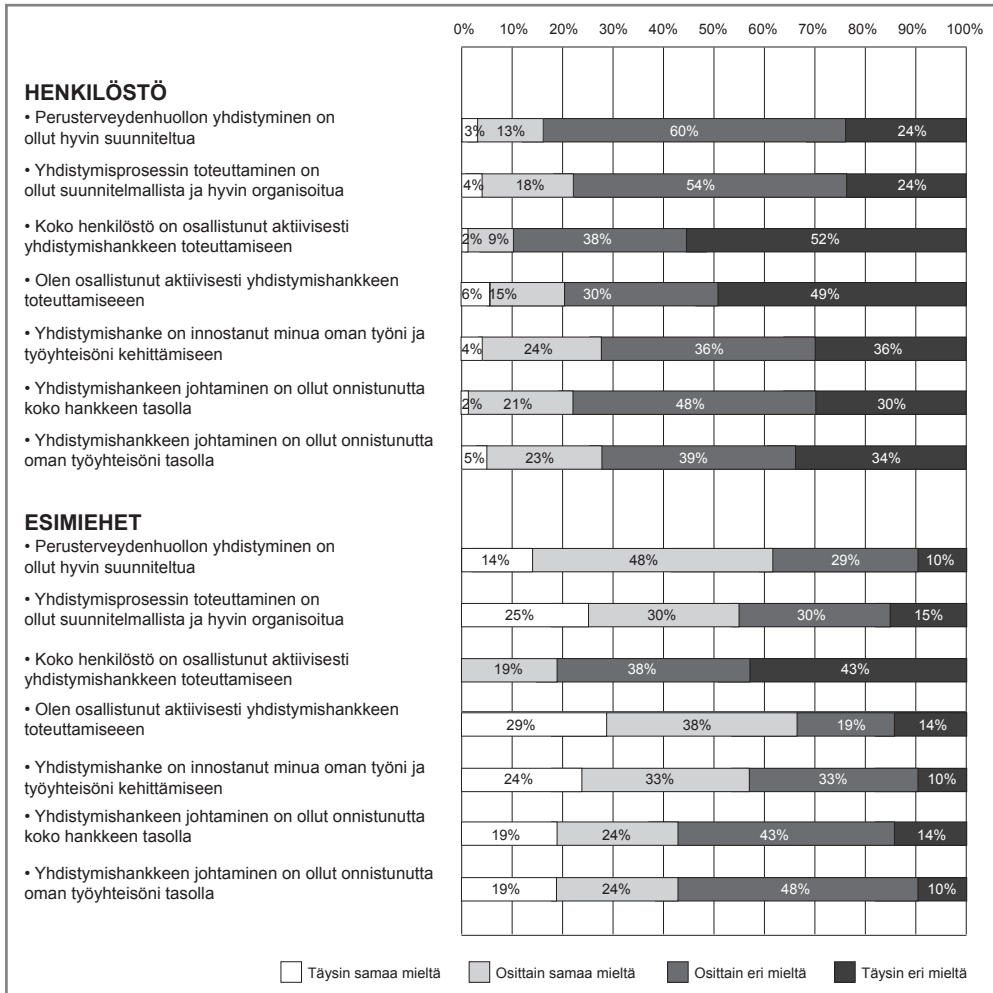 0% 10% 20% 30% 40% 50% 60% 70% 80% 90% 100%
HENKILÖSTÖ
• Perusterveydenhuollon yhdistyminen on
ollut hyvin suunniteltua
3% 13% 60% 24%
• Yhdistymisprosessin toteuttaminen on
ollut suunnitelmallista ja hyvin organisoitua
4% 18% 54% 24%
• Koko henkilöstö on osallistunut aktiivisesti
yhdistymishankkeen toteuttamiseen
2% 9% 38% 52%
• Olen osallistunut aktiivisesti yhdistymishankkeen
toteuttamiseeen
6% 15% 30% 49%
• Yhdistymishanke on innostanut minua oman työni ja
työyhteisöni kehittämiseen
4% 24% 36% 36%
• Yhdistymishankeen johtaminen on ollut onnistunutta
koko hankkeen tasolla
2% 21% 48% 30%
• Yhdistymishankkeen johtaminen on ollut onnistunutta
oman työyhteisöni tasolla
5% 23% 39% 34%
ESIMIEHET
• Perusterveydenhuollon yhdistyminen on
ollut hyvin suunniteltua
14% 48% 29% 10%
• Yhdistymisprosessin toteuttaminen on
ollut suunnitelmallista ja hyvin organisoitua
25% 30% 30% 15%
• Koko henkilöstö on osallistunut aktiivisesti
yhdistymishankkeen toteuttamiseen
19% 38% 43%
• Olen osallistunut aktiivisesti yhdistymishankkeen
toteuttamiseeen
29% 38% 19% 14%
• Yhdistymishanke on innostanut minua oman työni ja
työyhteisöni kehittämiseen
24% 33% 33% 10%
• Yhdistymishankeen johtaminen on ollut onnistunutta
koko hankkeen tasolla
19% 24% 43% 14%
• Yhdistymishankkeen johtaminen on ollut onnistunutta
oman työyhteisöni tasolla
19% 24% 48% 10%
Täysin samaa mieltä Osittain samaa mieltä Osittain eri mieltä Täysin eri mieltä